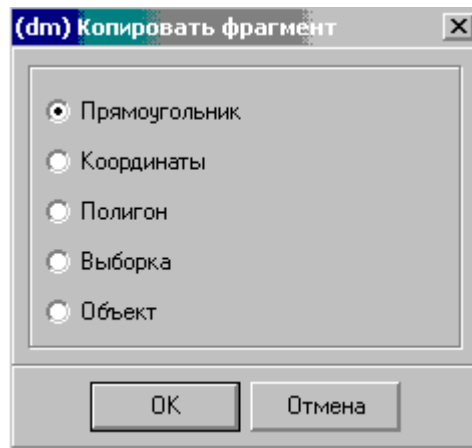 (dm) Копировать фрагмент
Прямоугольник
Координаты
Полигон
Выборка
Объект
OK Отмена